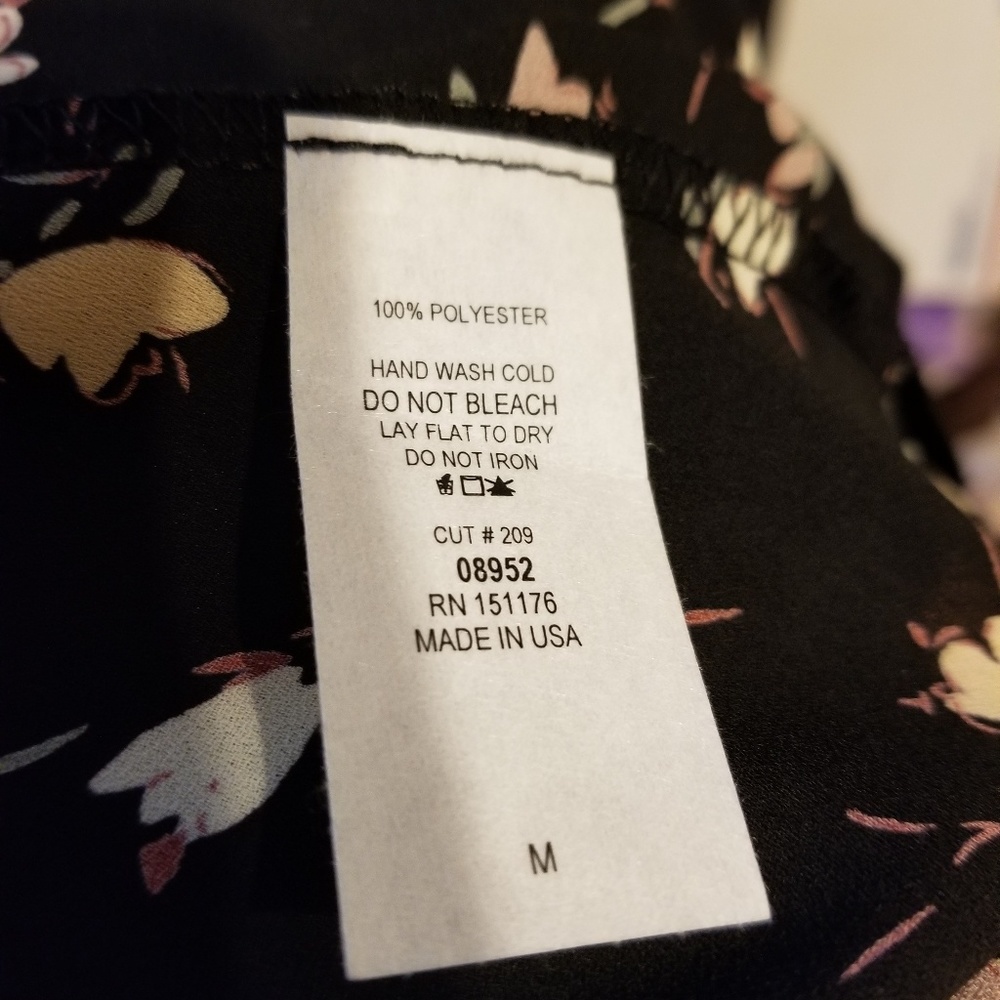 100% POLYESTER
HAND WASH COLD
DO NOT BLEACH
LAY FLAT TO DRY
DO NOT IRON
CUT # 209
08952
RN 151176
MADE IN USA
M